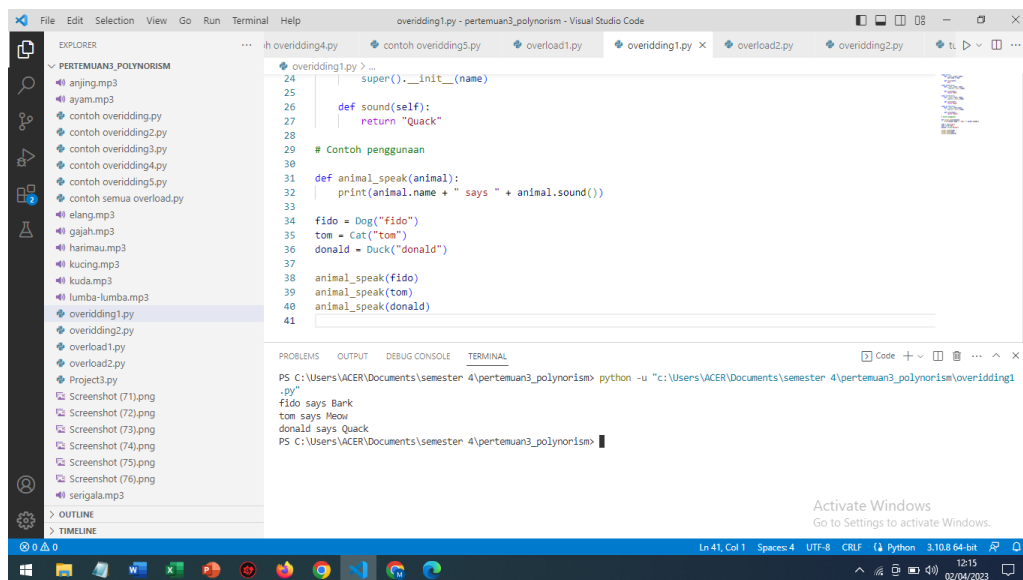 File Edit Selection View Go Run Terminal Help
overidding1.py - pertemuan3_polynorism - Visual Studio Code
EXPLORER
h overidding4.py
contoh overidding5.py
overload1.py
overidding1.py
overload2.py
overidding2.py
PERTEMUAN3_POLYNORISM
anjing.mp3
ayam.mp3
contoh overidding.py
contoh overidding2.py
contoh overidding3.py
contoh overidding4.py
contoh overidding5.py
contoh semua overload.py
elang.mp3
gajah.mp3
harimau.mp3
kucing.mp3
kuda.mp3
lumba-lumba.mp3
overidding1.py
overidding2.py
overload1.py
overload2.py
Project3.py
Screenshot (71).png
Screenshot (72).png
Screenshot (73).png
Screenshot (74).png
Screenshot (75).png
Screenshot (76).png
serigala.mp3
OUTLINE
TIMELINE
2
overidding1.py > ...
24 super().__init__(name)
25
26 def sound(self):
27 return "Quack"
28
29 # Contoh penggunaan
30
31 def animal_speak(animal):
32 print(animal.name + " says " + animal.sound())
33
34 fido = Dog("fido")
35 tom = Cat("tom")
36 donald = Duck("donald")
37
38 animal_speak(fido)
39 animal_speak(tom)
40 animal_speak(donald)
41
PROBLEMS OUTPUT DEBUG CONSOLE TERMINAL
Code
PS C:\Users\ACER\Documents\semester 4\pertemuan3_polynorism> python -u "c:\Users\ACER\Documents\semester 4\pertemuan3_polynorism\overidding1
.py"
fido says Bark
tom says Meow
donald says Quack
PS C:\Users\ACER\Documents\semester 4\pertemuan3_polynorism>
Activate Windows
Go to Settings to activate Windows.
0 0
Ln 41, Col 1 Spaces: 4 UTF-8 CRLF Python 3.10.8 64-bit
12:15
02/04/2023